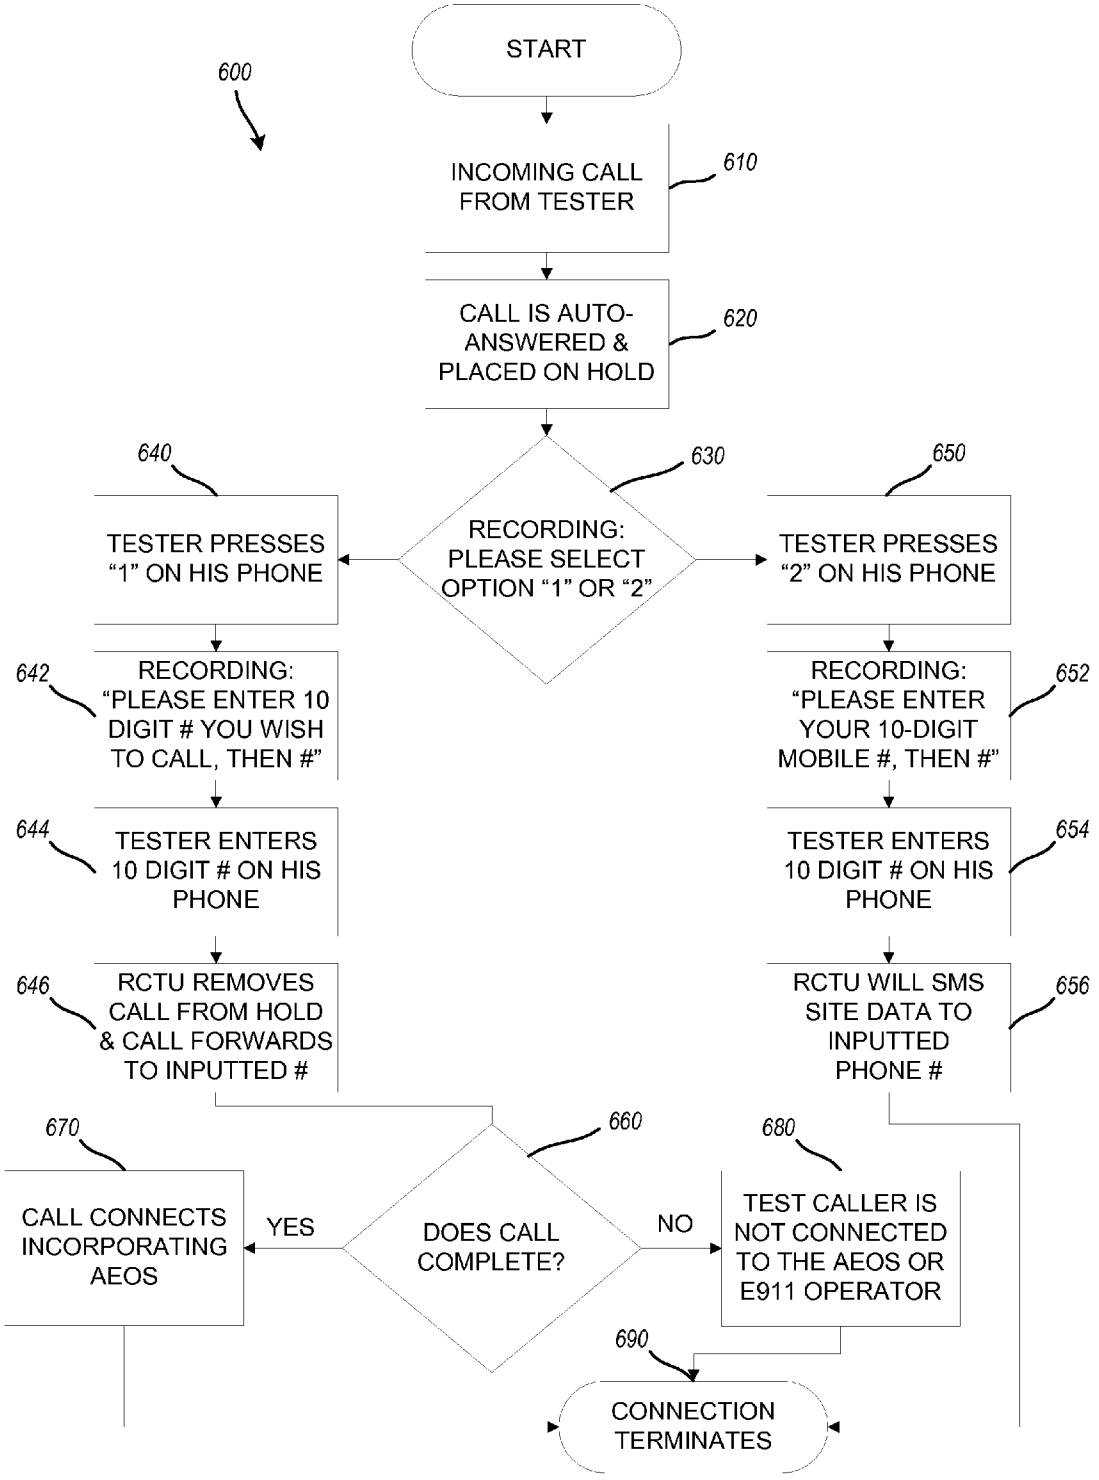 START
600
INCOMING CALL
FROM TESTER
610
CALL IS AUTO-
ANSWERED &
PLACED ON HOLD
620
630
RECORDING:
PLEASE SELECT
OPTION “1” OR “2”
640
TESTER PRESSES
“1” ON HIS PHONE
650
TESTER PRESSES
“2” ON HIS PHONE
642
RECORDING:
“PLEASE ENTER 10
DIGIT # YOU WISH
TO CALL, THEN #”
652
RECORDING:
“PLEASE ENTER
YOUR 10-DIGIT
MOBILE #, THEN #”
644
TESTER ENTERS
10 DIGIT # ON HIS
PHONE
654
TESTER ENTERS
10 DIGIT # ON HIS
PHONE
646
RCTU REMOVES
CALL FROM HOLD
& CALL FORWARDS
TO INPUTTED #
656
RCTU WILL SMS
SITE DATA TO
INPUTTED
PHONE #
660
DOES CALL
COMPLETE?
YES
NO
670
CALL CONNECTS
INCORPORATING
AEOS
680
TEST CALLER IS
NOT CONNECTED
TO THE AEOS OR
E911 OPERATOR
690
CONNECTION
TERMINATES